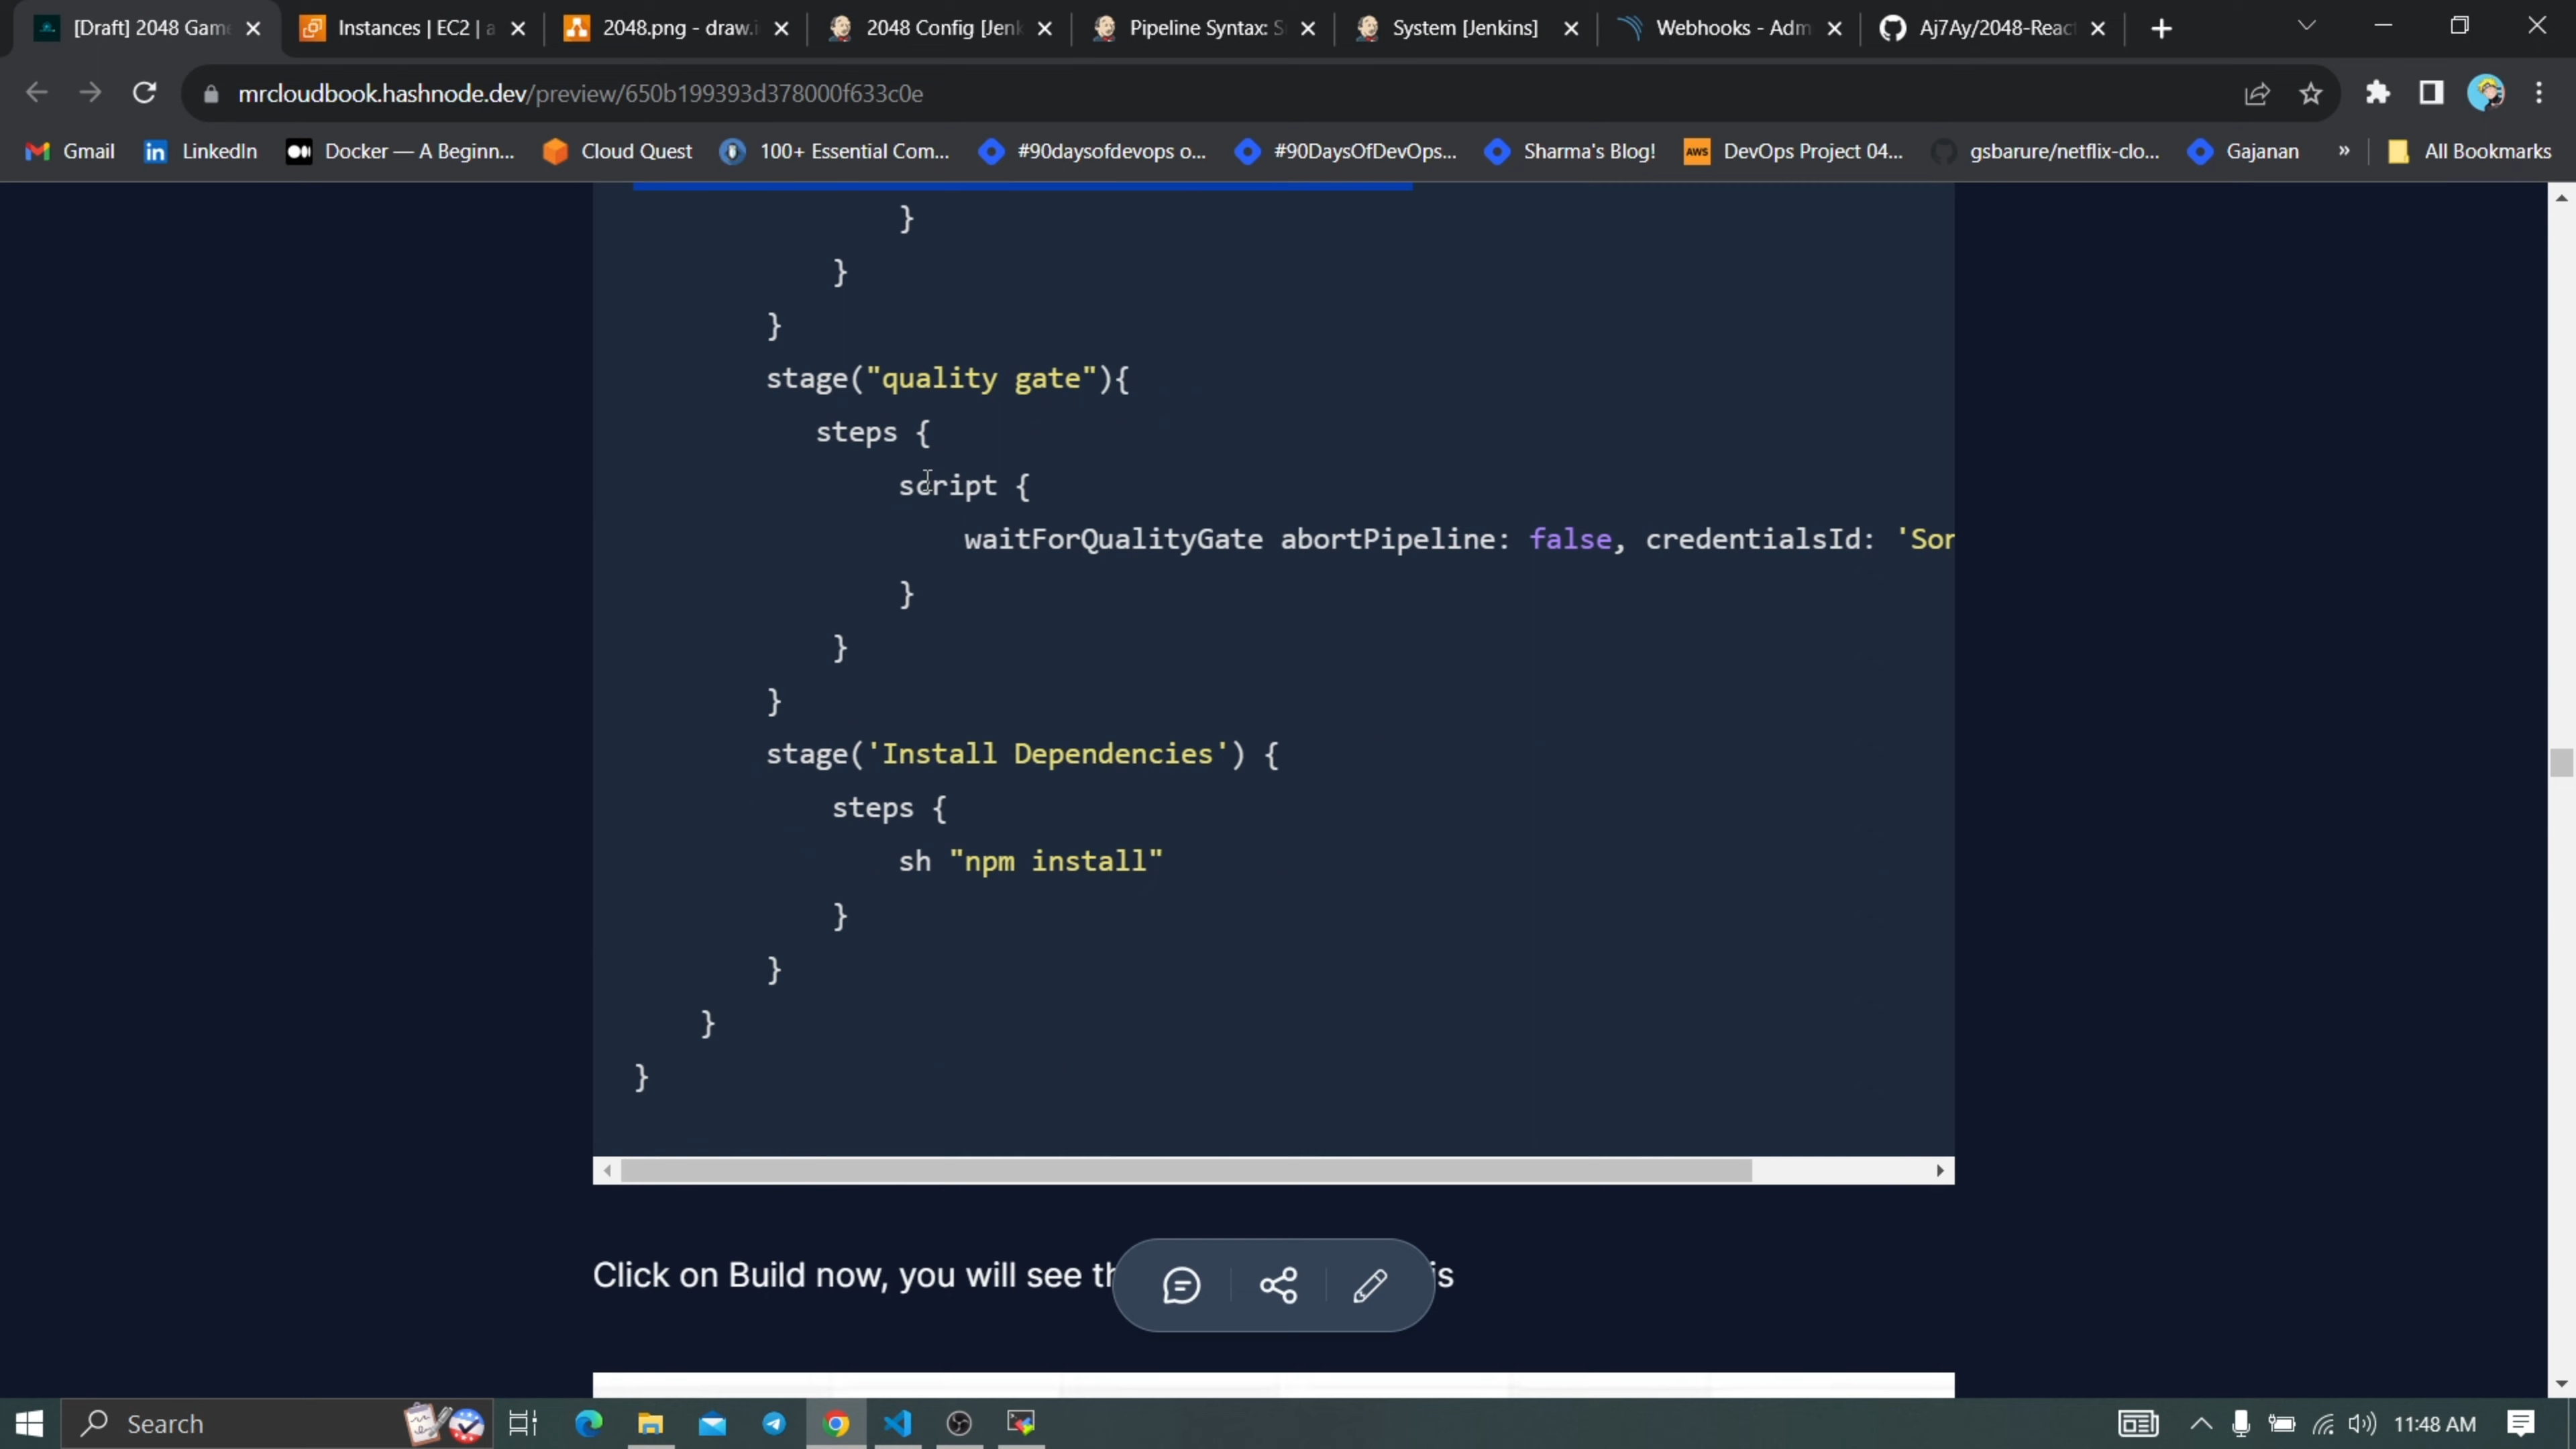 [Draft] 2048 Game
Instances | EC2 | a
2048.png - draw.i
2048 Config [Jenk
Pipeline Syntax: S
System [Jenkins]
Webhooks - Adm
Aj7Ay/2048-Reac
mrcloudbook.hashnode.dev/preview/650b199393d378000f633c0e
Gmail
LinkedIn
Docker — A Beginn...
Cloud Quest
100+ Essential Com...
#90daysofdevops o...
#90DaysOfDevOps...
Sharma's Blog!
aws
DevOps Project 04...
gsbarure/netflix-clo...
Gajanan
»
All Bookmarks
}
}
}
stage("quality gate"){
steps {
script {
waitForQualityGate abortPipeline: false, credentialsId: 'Sor
}
}
}
stage('Install Dependencies') {
steps {
sh "npm install"
}
}
}
}
Click on Build now, you will see th
is
Search
11:48 AM